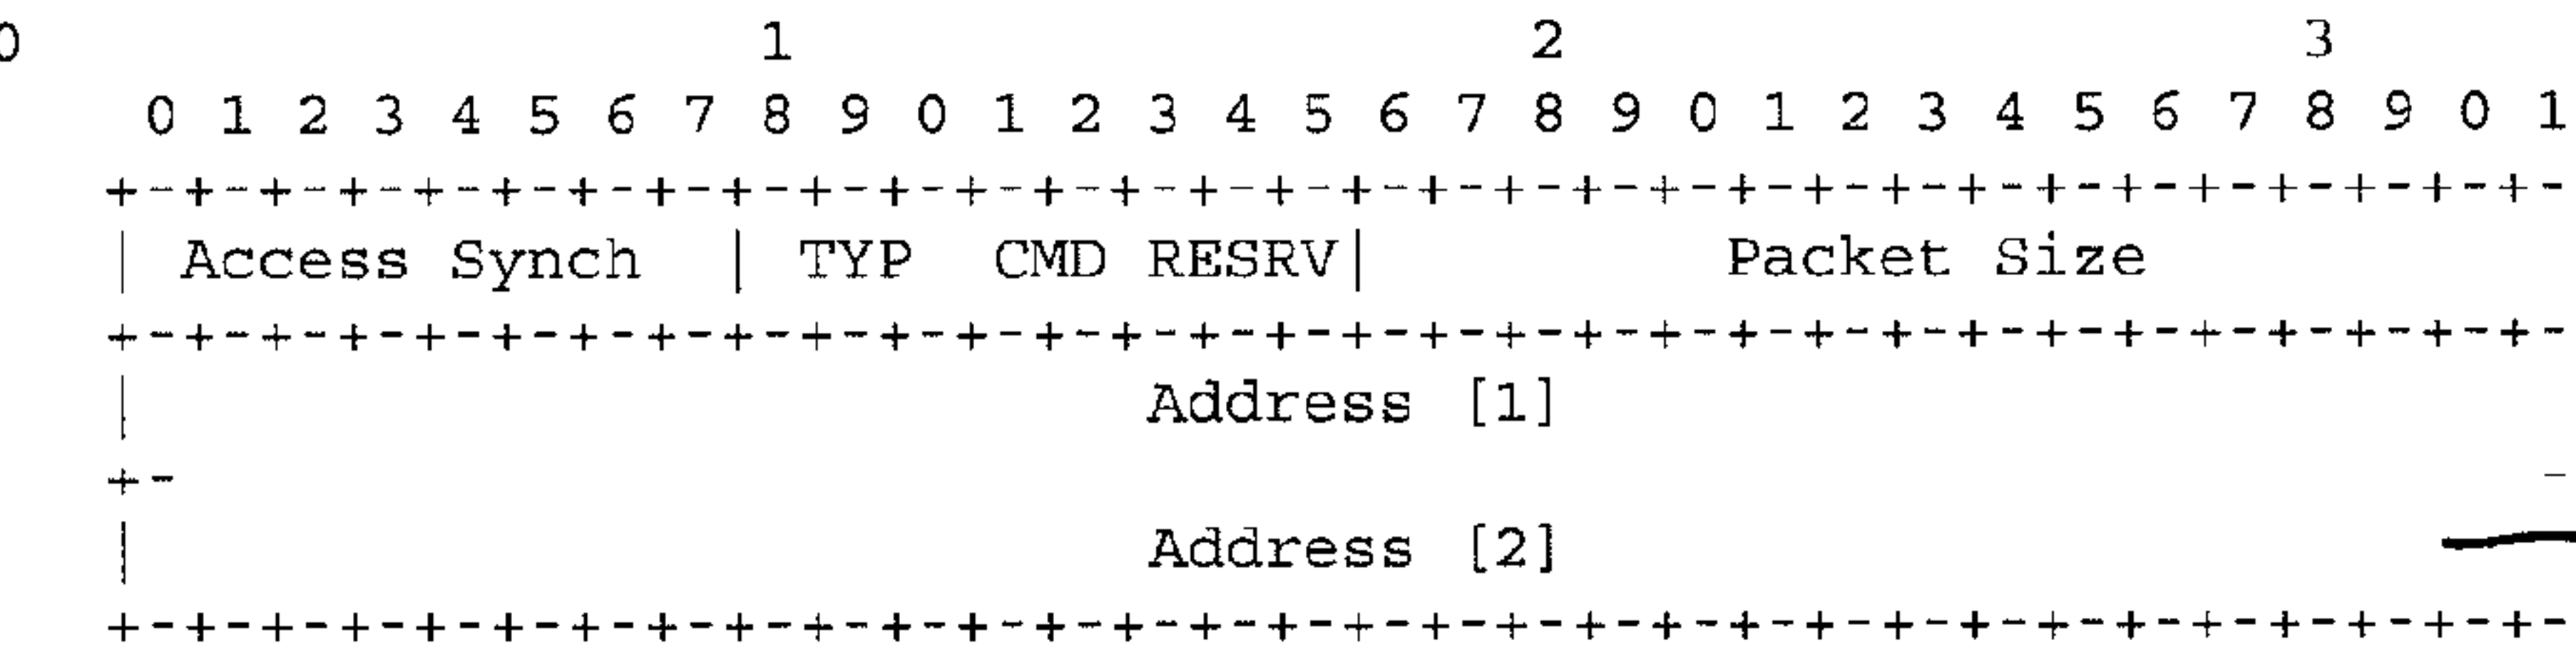 0                   1                   2                   3
    0 1 2 3 4 5 6 7 8 9 0 1 2 3 4 5 6 7 8 9 0 1 2 3 4 5 6 7 8 9 0 1
   +-+-+-+-+-+-+-+-+-+-+-+-+-+-+-+-+-+-+-+-+-+-+-+-+-+-+-+-+-+-+-+-
   | Access Synch  | TYP  CMD RESRV|         Packet Size
   +-+-+-+-+-+-+-+-+-+-+-+-+-+-+-+-+-+-+-+-+-+-+-+-+-+-+-+-+-+-+-+-
   |                          Address [1]
   +-                                                             -
   |                          Address [2]
   +-+-+-+-+-+-+-+-+-+-+-+-+-+-+-+-+-+-+-+-+-+-+-+-+-+-+-+-+-+-+-+-